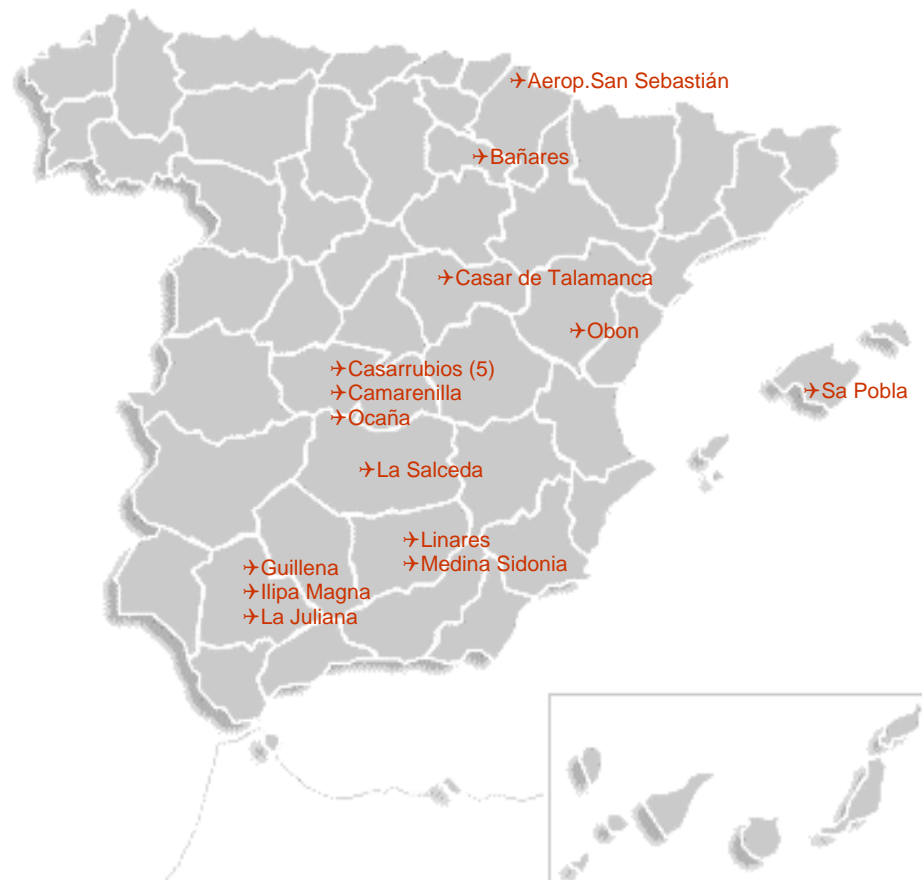 ✈Aerop.San Sebastián
✈Bañares
✈Casar de Talamanca
✈Obon
✈Casarrubios (5)
✈Camarenilla
✈Sa Pobla
✈Ocaña
✈La Salceda
✈Linares
✈Medina Sidonia
✈Guillena
✈Ilipa Magna
✈La Juliana